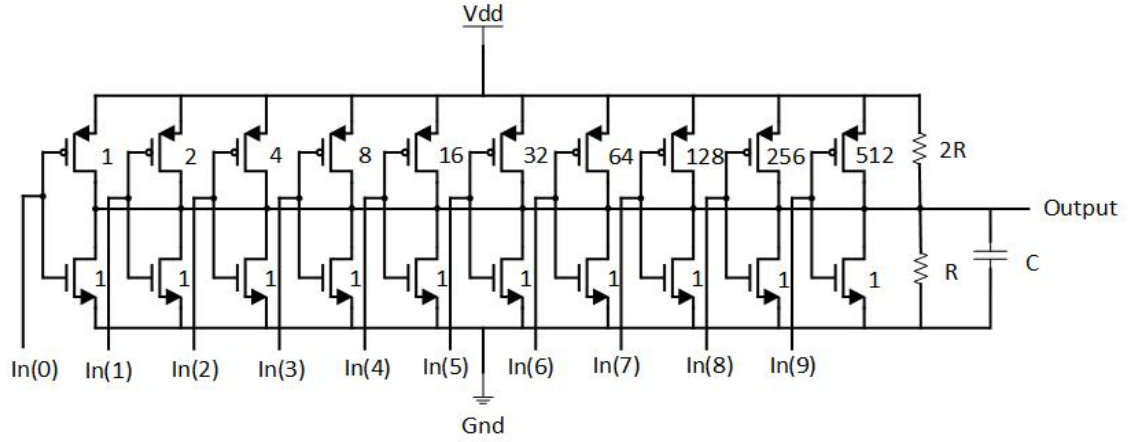 Vdd
1 2 4 8 16 32 64 128 256 512 2R
Output
1 1 1 1 1 1 1 1 1 1 R C
In(0) In(1) In(2) In(3) In(4) In(5) In(6) In(7) In(8) In(9)
Gnd